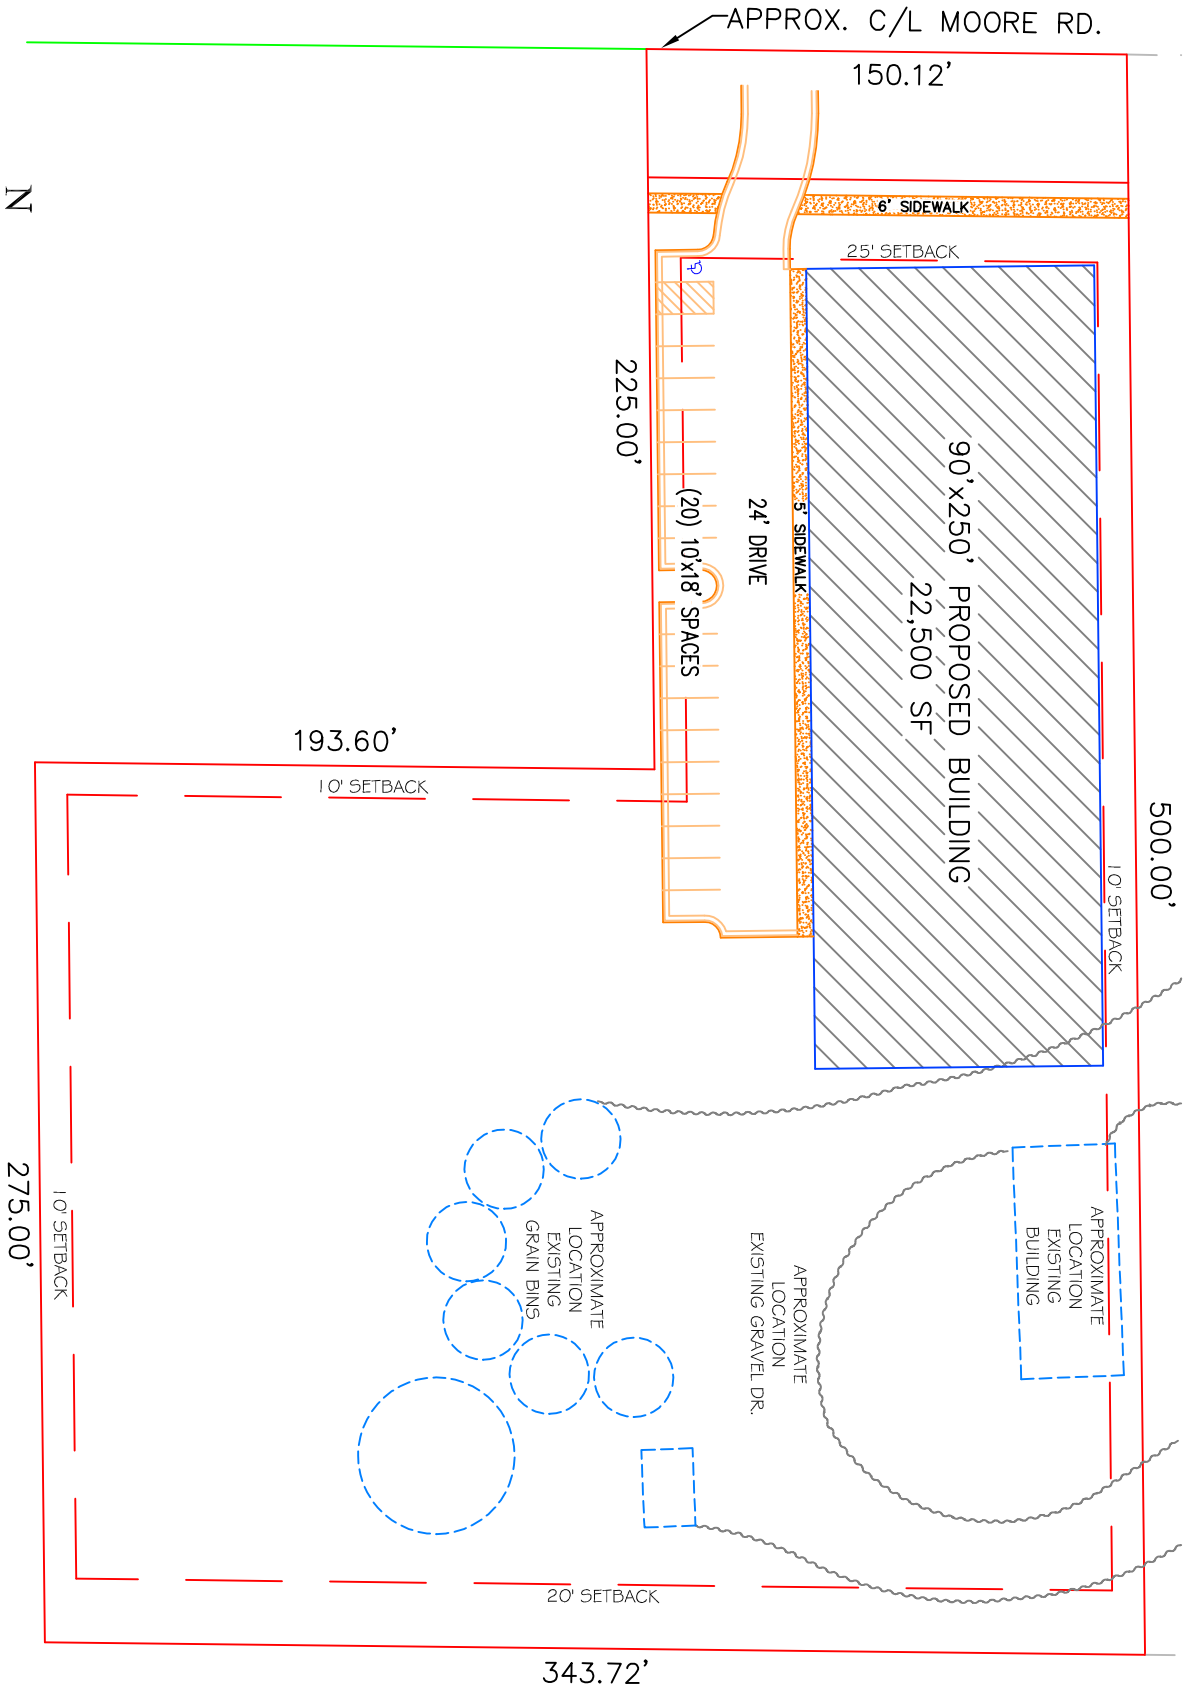 APPROX. C/L MOORE RD.
150.12'
N
6' SIDEWALK
25' SETBACK
225.00'
90'x250' PROPOSED BUILDING
22,500 SF
5' SIDEWALK
24' DRIVE
(20) 10'x18' SPACES
193.60'
10' SETBACK
500.00'
10' SETBACK
275.00'
10' SETBACK
APPROXIMATE
LOCATION
EXISTING
GRAIN BINS
APPROXIMATE
LOCATION
EXISTING GRAVEL DR.
APPROXIMATE
LOCATION
EXISTING
BUILDING
20' SETBACK
343.72'